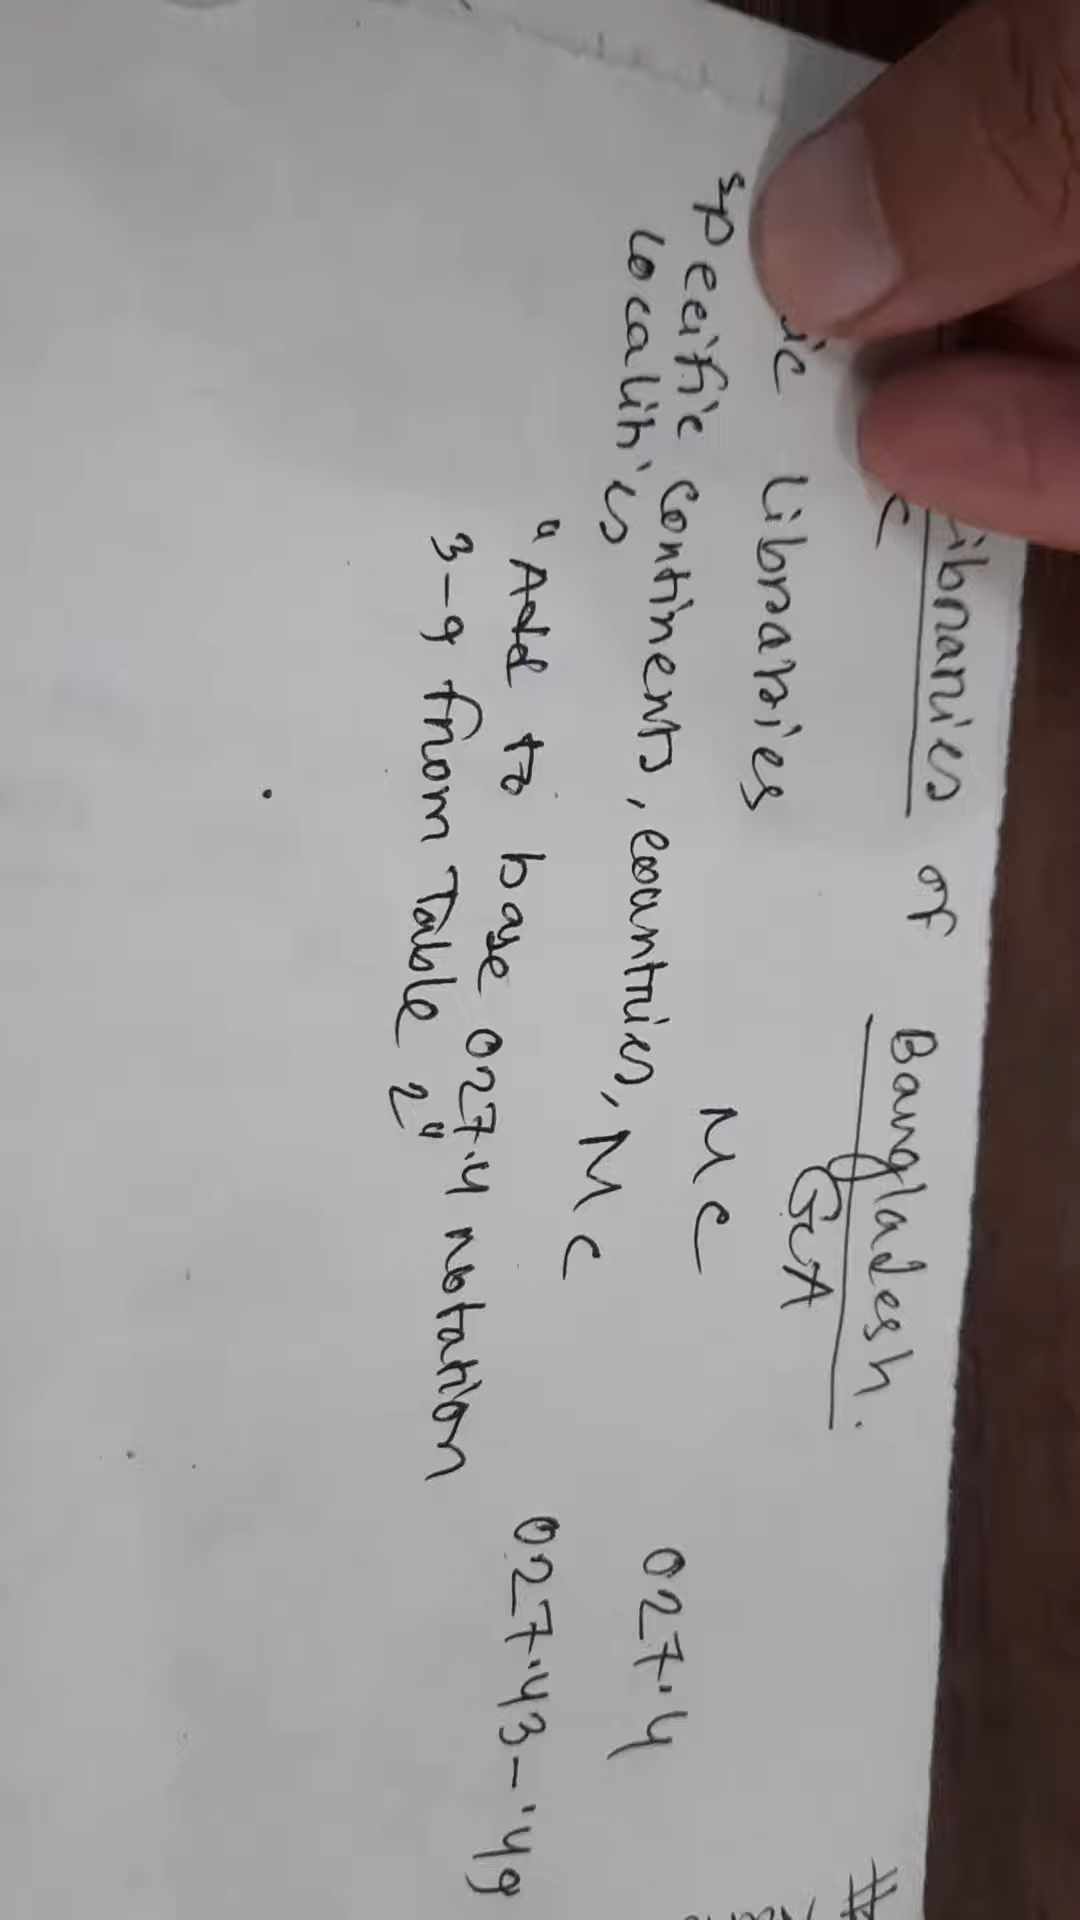 ibraries of Bangladesh.
C GA
ic Libraries MC 027.4
specific continents, countries, MC 027.43-.49
localities
"Add to base 027.4 notation
3-9 from Table 2"
#